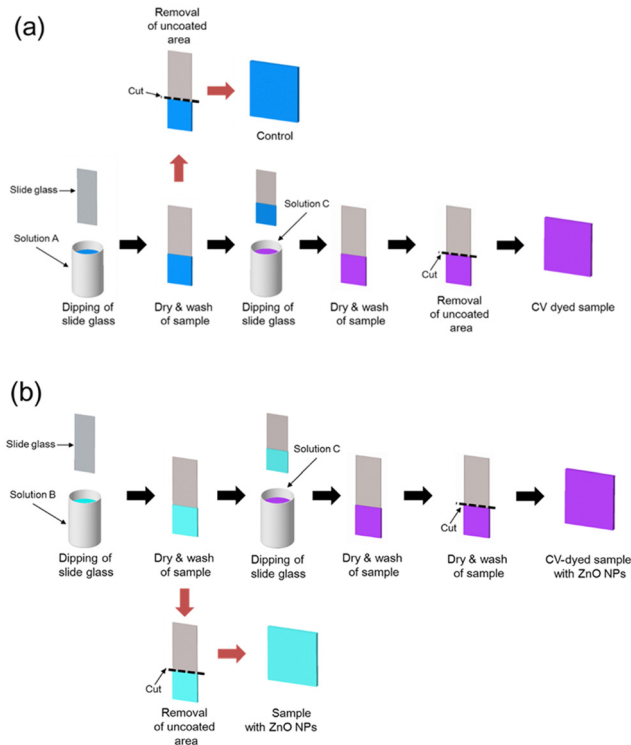 (a)
Removal
of uncoated
area
Cut
Control
Slide glass
Solution A
Solution C
Cut
Dipping of
slide glass
Dry & wash
of sample
Dipping of
slide glass
Dry & wash
of sample
Removal
of uncoated
area
CV dyed sample
(b)
Slide glass
Solution B
Solution C
Cut
Dipping of
slide glass
Dry & wash
of sample
Dipping of
slide glass
Dry & wash
of sample
Dry & wash
of sample
CV-dyed sample
with ZnO NPs
Cut
Removal
of uncoated
area
Sample
with ZnO NPs